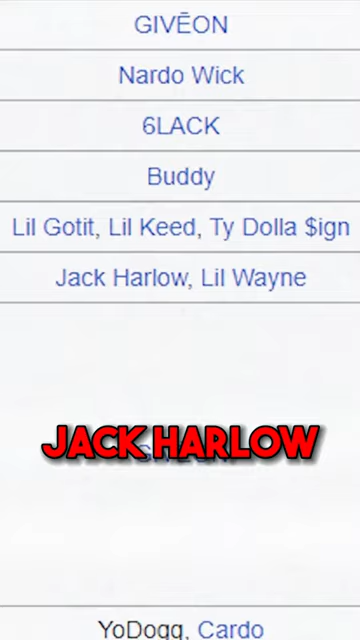 GIVĒON
Nardo Wick
6LACK
Buddy
Lil Gotit, Lil Keed, Ty Dolla $ign
Jack Harlow, Lil Wayne
JACK HARLOW
YoDogg, Cardo